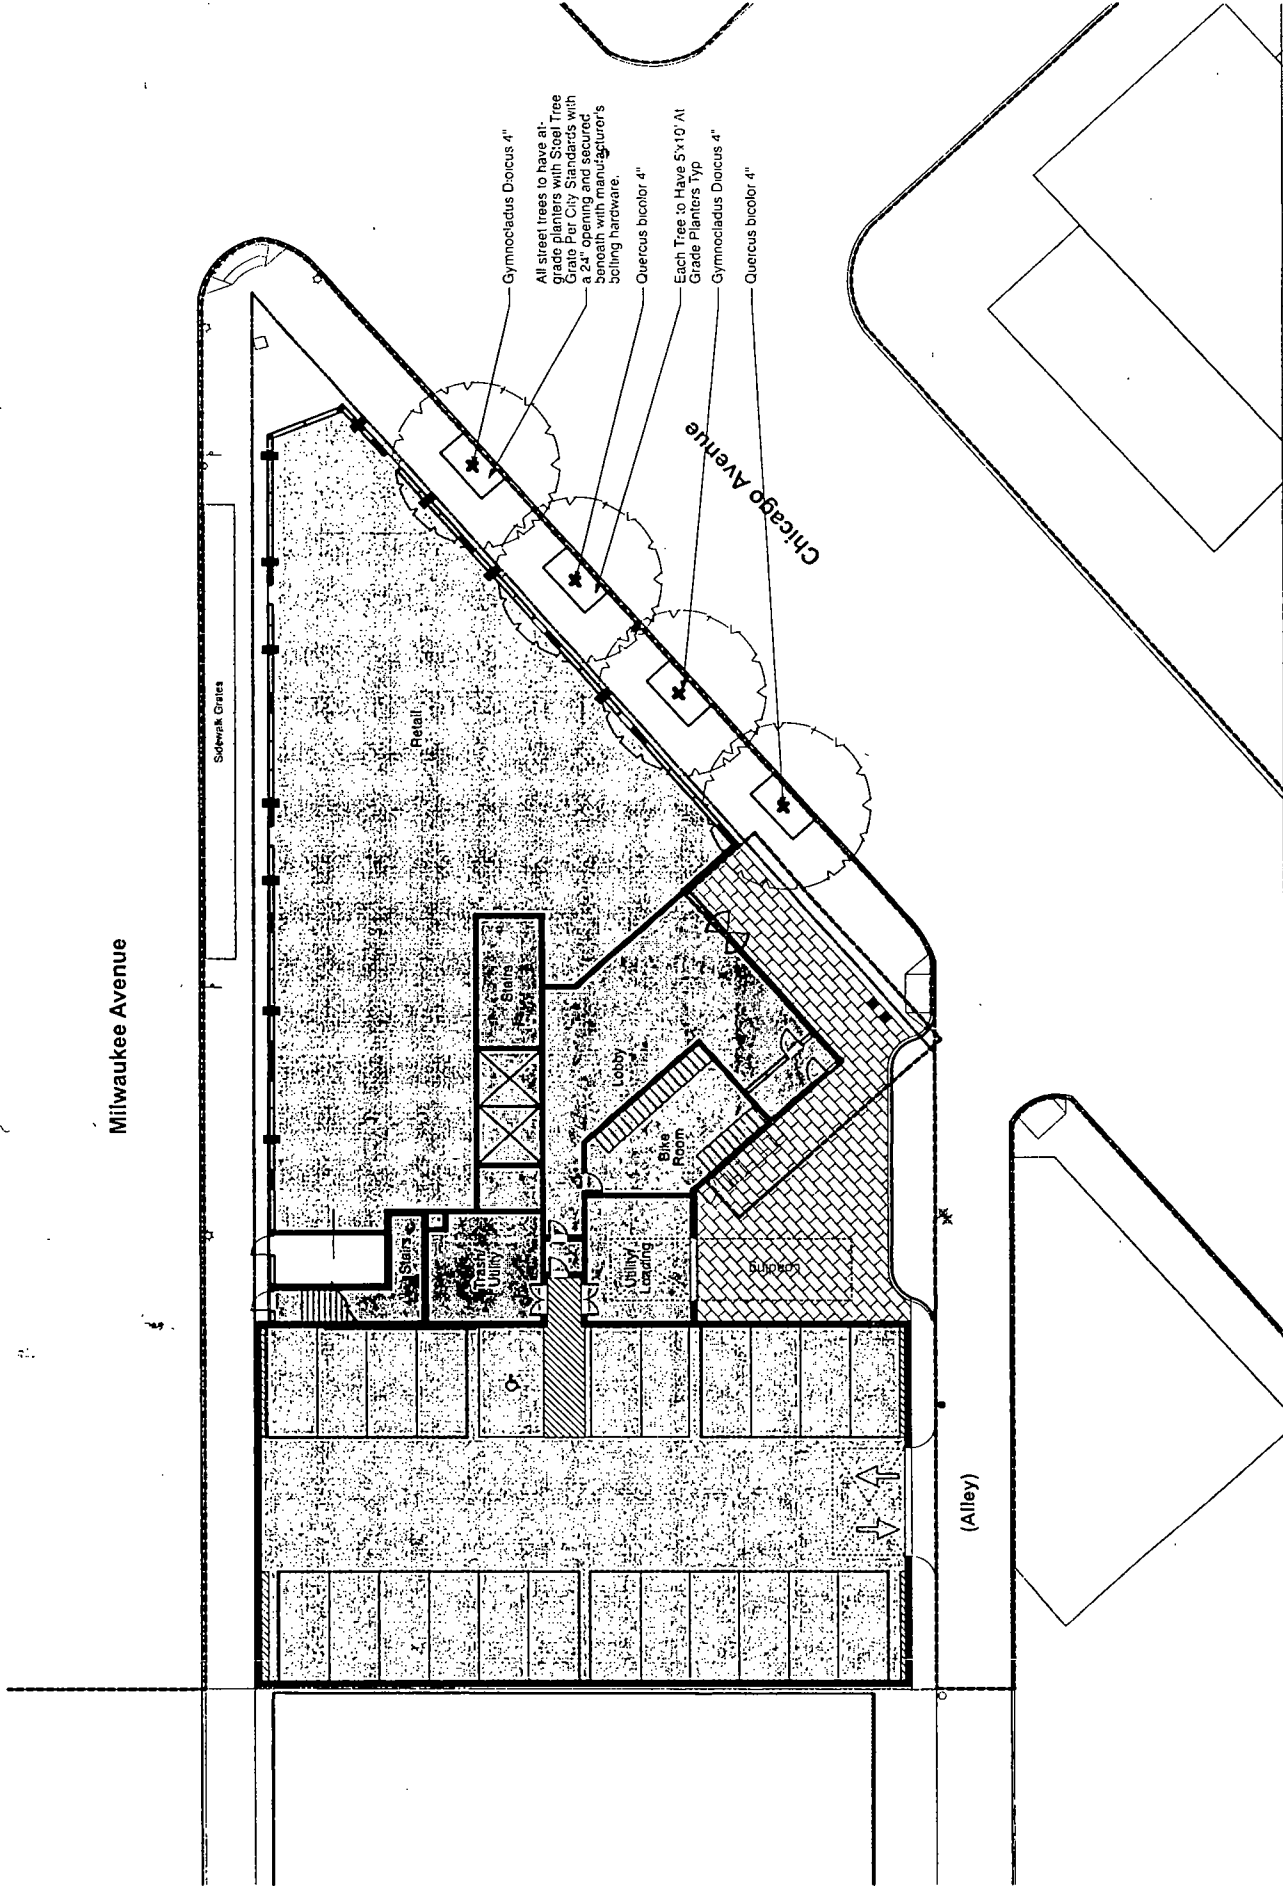 Milwaukee Avenue
Sidewalk Grates
Gymnocladus D:oicus 4"
All street trees to have at-
grade planters with Steel Tree
Grate Per City Standards with
a 24" opening and secured
beneath with manufacturer's
bolting hardware.
Quercus bicolor 4"
Each Tree to Have 5'x10' At
Grade Planters Typ
Gymnocladus Dioicus 4"
Quercus bicolor 4"
Chicago Avenue
Retail
Stairs
Lobby
Bike
Room
Stairs
Trash/
Utility
Utility/
Loading
Loading
(Alley)